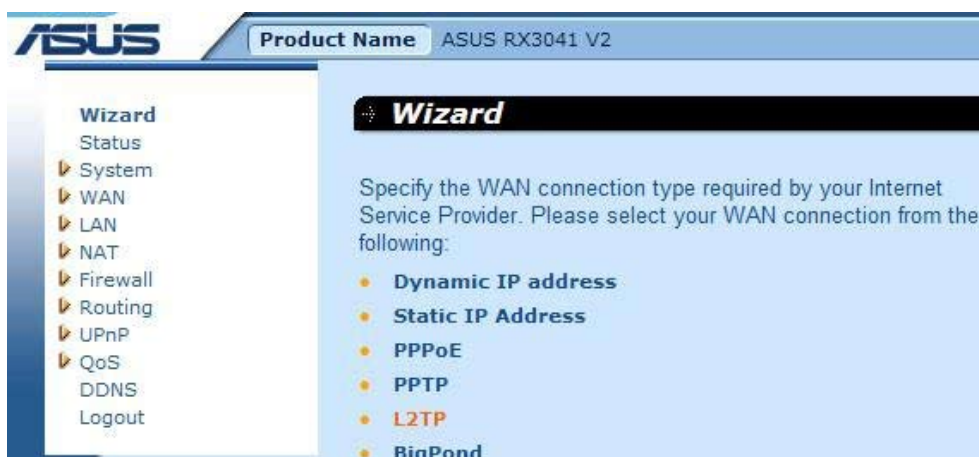 ASUS
Product Name ASUS RX3041 V2
Wizard
Status
System
WAN
LAN
NAT
Firewall
Routing
UPnP
QoS
DDNS
Logout
Wizard
Specify the WAN connection type required by your Internet
Service Provider. Please select your WAN connection from the
following:
Dynamic IP address
Static IP Address
PPPoE
PPTP
L2TP
BigPond